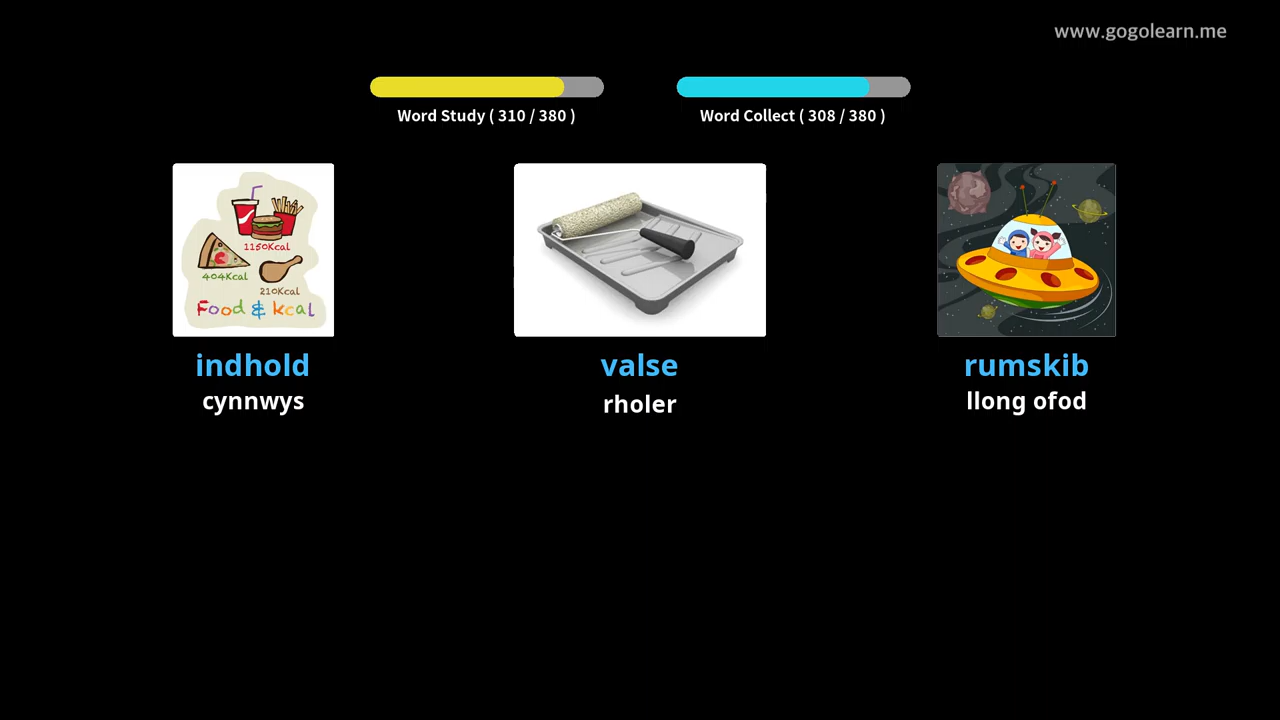 www.gogolearn.me
Word Study ( 310 / 380 )
Word Collect ( 308 / 380 )
1150Kcal
404Kcal
210Kcal
Food & kcal
indhold
valse
rumskib
cynnwys
rholer
llong ofod